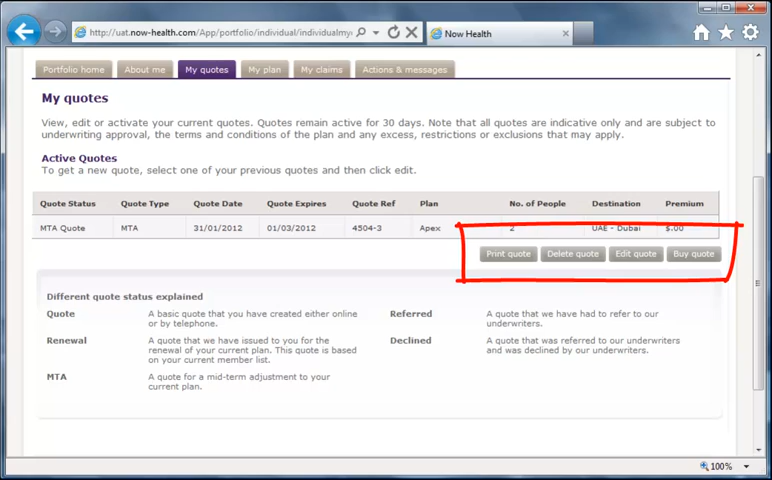 http://uat.now-health.com/App/portfolio/individual/individualmy
Now Health
Portfolio home
About me
My quotes
My plan
My claims
Actions & messages
My quotes
View, edit or activate your current quotes. Quotes remain active for 30 days. Note that all quotes are indicative only and are subject to
underwriting approval, the terms and conditions of the plan and any excess, restrictions or exclusions that may apply.
Active Quotes
To get a new quote, select one of your previous quotes and then click edit.
Quote Status Quote Type Quote Date Quote Expires Quote Ref Plan No. of People Destination Premium
MTA Quote MTA 31/01/2012 01/03/2012 4504-3 Apex 2 UAE - Dubai $.00
Print quote Delete quote Edit quote Buy quote
Different quote status explained
Quote
A basic quote that you have created either online
or by telephone.
Referred
A quote that we have had to refer to our
underwriters.
Renewal
A quote that we have issued to you for the
renewal of your current plan. This quote is based
on your current member list.
Declined
A quote that was referred to our underwriters
and was declined by our underwriters.
MTA
A quote for a mid-term adjustment to your
current plan.
100%